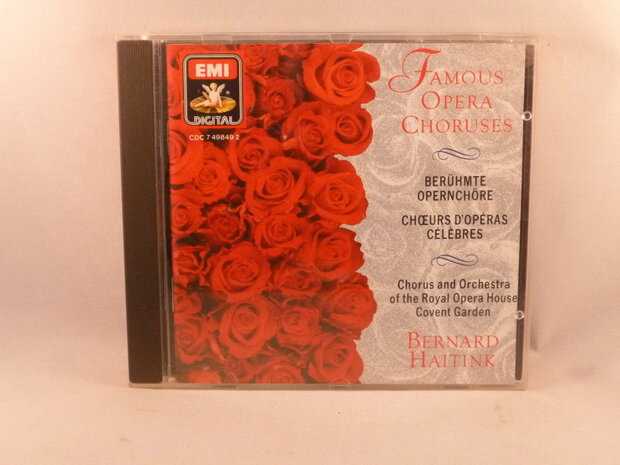 EMI
DIGITAL
CDC 7 49849 2
FAMOUS
OPERA
CHORUSES
BERÜHMTE
OPERNCHÖRE
CHŒURS D'OPÉRAS
CÉLÈBRES
Chorus and Orchestra
of the Royal Opera House
Covent Garden
BERNARD
HAITINK